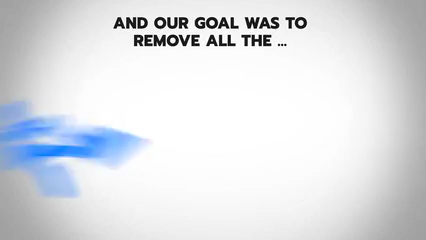 AND OUR GOAL WAS TO
REMOVE ALL THE ...